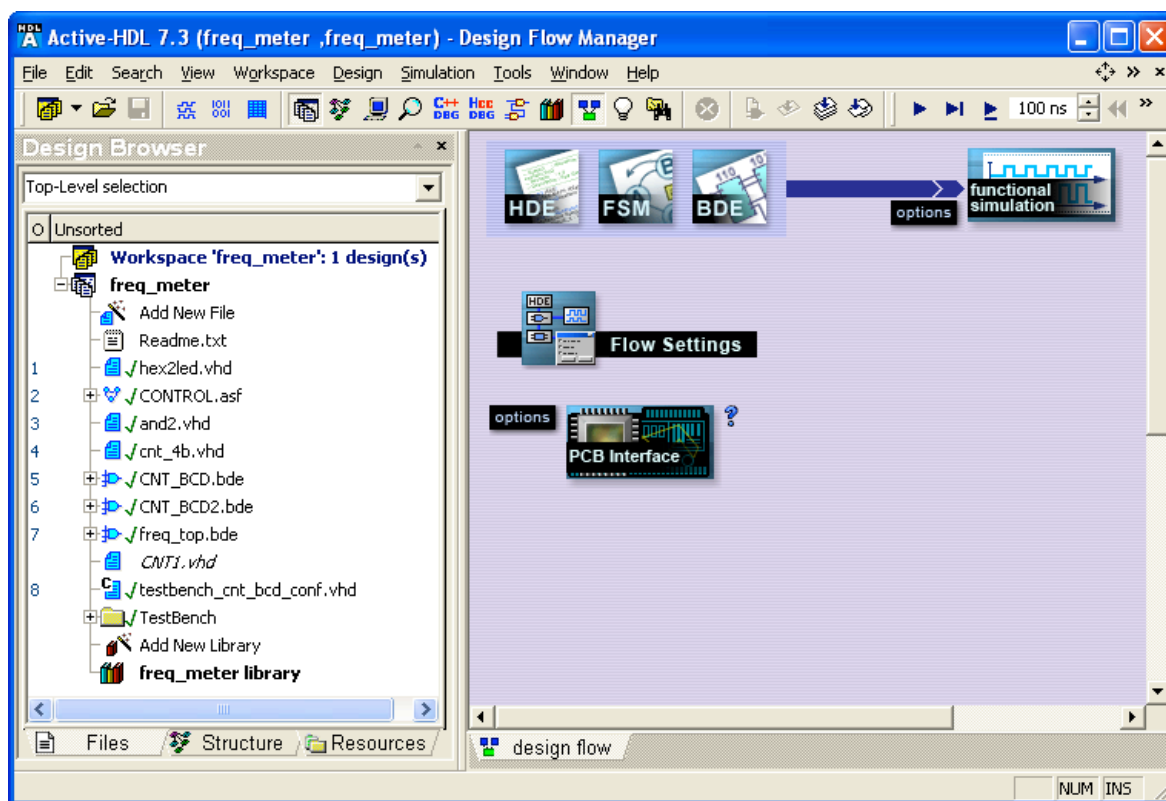 Active-HDL 7.3 (freq_meter ,freq_meter) - Design Flow Manager
File Edit Search View Workspace Design Simulation Tools Window Help
C++ DBG HCC DBG 100 ns
Design Browser
Top-Level selection
O Unsorted
Workspace 'freq_meter': 1 design(s)
freq_meter
Add New File
Readme.txt
1 hex2led.vhd
2 CONTROL.asf
3 and2.vhd
4 cnt_4b.vhd
5 CNT_BCD.bde
6 CNT_BCD2.bde
7 freq_top.bde
CNT1.vhd
8 testbench_cnt_bcd_conf.vhd
TestBench
Add New Library
freq_meter library
Files Structure Resources
HDE FSM BDE
options
functional
simulation
HDE
Flow Settings
options
PCB Interface
design flow
NUM INS